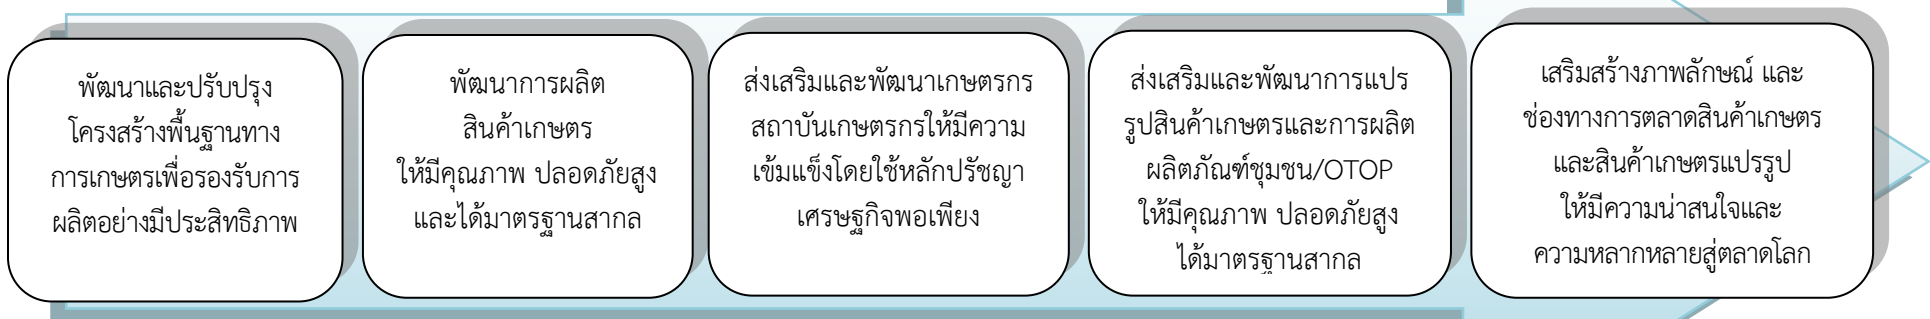 พัฒนาและปรับปรุง
โครงสร้างพื้นฐานทาง
การเกษตรเพื่อรองรับการ
ผลิตอย่างมีประสิทธิภาพ
พัฒนาการผลิต
สินค้าเกษตร
ให้มีคุณภาพ ปลอดภัยสูง
และได้มาตรฐานสากล
ส่งเสริมและพัฒนาเกษตรกร
สถาบันเกษตรกรให้มีความ
เข้มแข็งโดยใช้หลักปรัชญา
เศรษฐกิจพอเพียง
ส่งเสริมและพัฒนาการแปร
รูปสินค้าเกษตรและการผลิต
ผลิตภัณฑ์ชุมชน/OTOP
ให้มีคุณภาพ ปลอดภัยสูง
ได้มาตรฐานสากล
เสริมสร้างภาพลักษณ์ และ
ช่องทางการตลาดสินค้าเกษตร
และสินค้าเกษตรแปรรูป
ให้มีความน่าสนใจและ
ความหลากหลายสู่ตลาดโลก